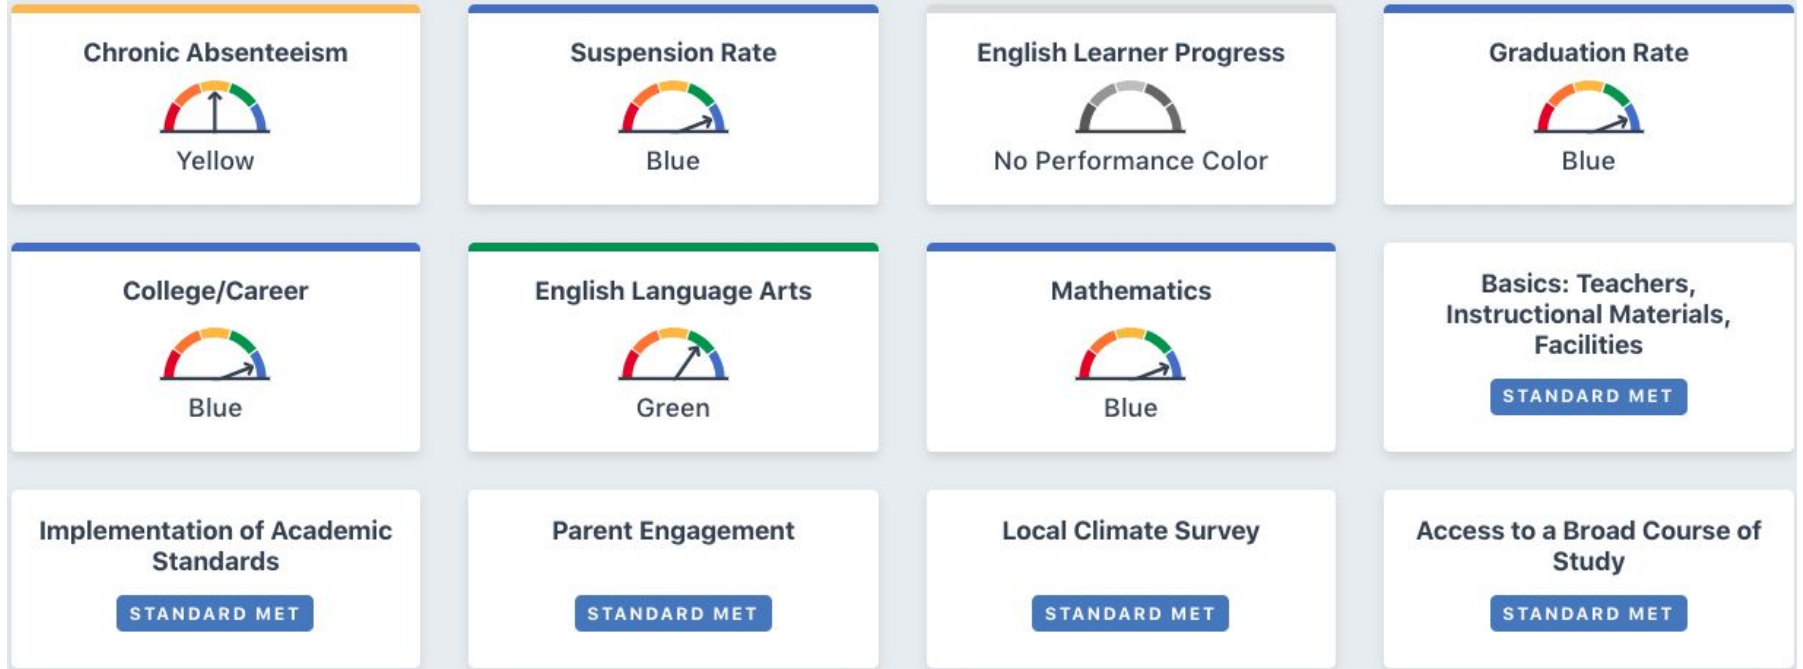 Chronic Absenteeism
Yellow
Suspension Rate
Blue
English Learner Progress
No Performance Color
Graduation Rate
Blue
College/Career
Blue
English Language Arts
Green
Mathematics
Blue
Basics: Teachers,
Instructional Materials,
Facilities
STANDARD MET
Implementation of Academic
Standards
STANDARD MET
Parent Engagement
STANDARD MET
Local Climate Survey
STANDARD MET
Access to a Broad Course of
Study
STANDARD MET